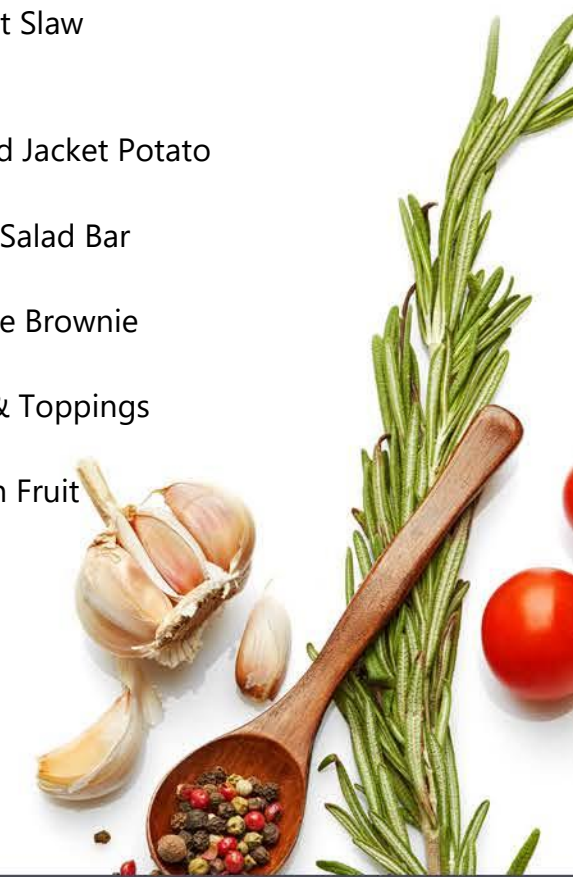 t Slaw
d Jacket Potato
Salad Bar
e Brownie
& Toppings
n Fruit